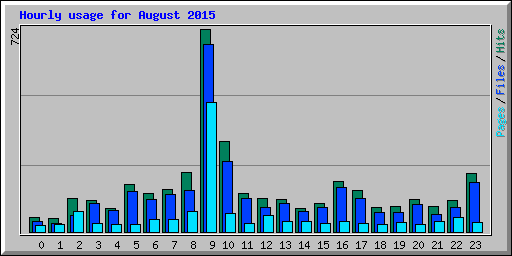 Hourly usage for August 2015
724
Pages / Files / Hits
0 1 2 3 4 5 6 7 8 9 10 11 12 13 14 15 16 17 18 19 20 21 22 23